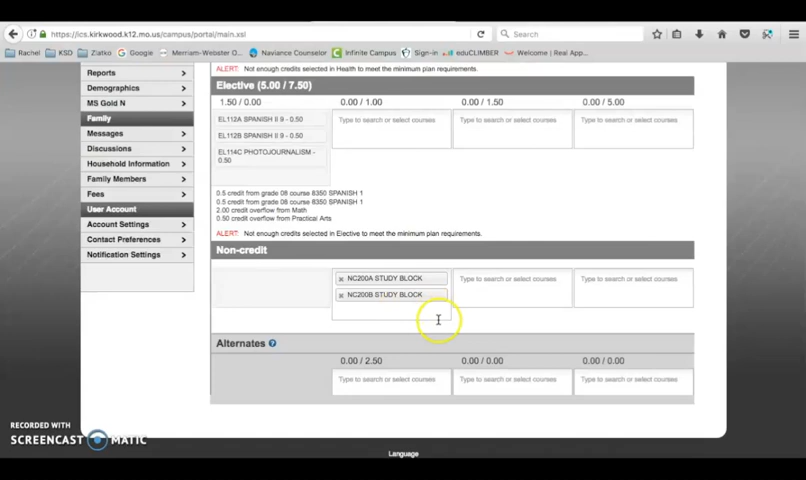 https://ics.kirkwood.k12.mo.us/campus/portal/main.xsl
Search
Rachel
KSD
Zlatko
Google
Merriam-Webster O...
Naviance Counselor
Infinite Campus
Sign-in
eduCLIMBER
Welcome | Real App...
Reports
Demographics
MS Gold N
Family
Messages
Discussions
Household Information
Family Members
Fees
User Account
Account Settings
Contact Preferences
Notification Settings
ALERT: Not enough credits selected in Health to meet the minimum plan requirements.
Elective (5.00 / 7.50)
1.50 / 0.00
0.00 / 1.00
0.00 / 1.50
0.00 / 5.00
EL112A SPANISH II 9 - 0.50
EL112B SPANISH II 9 - 0.50
EL114C PHOTOJOURNALISM -
0.50
Type to search or select courses
Type to search or select courses
Type to search or select courses
0.5 credit from grade 08 course 8350 SPANISH 1
0.5 credit from grade 08 course 8350 SPANISH 1
2.00 credit overflow from Math
0.50 credit overflow from Practical Arts
ALERT: Not enough credits selected in Elective to meet the minimum plan requirements.
Non-credit
NC200A STUDY BLOCK
NC200B STUDY BLOCK
Type to search or select courses
Type to search or select courses
Alternates
0.00 / 2.50
0.00 / 0.00
0.00 / 0.00
Type to search or select courses
Type to search or select courses
Type to search or select courses
RECORDED WITH
SCREENCAST MATIC
Language